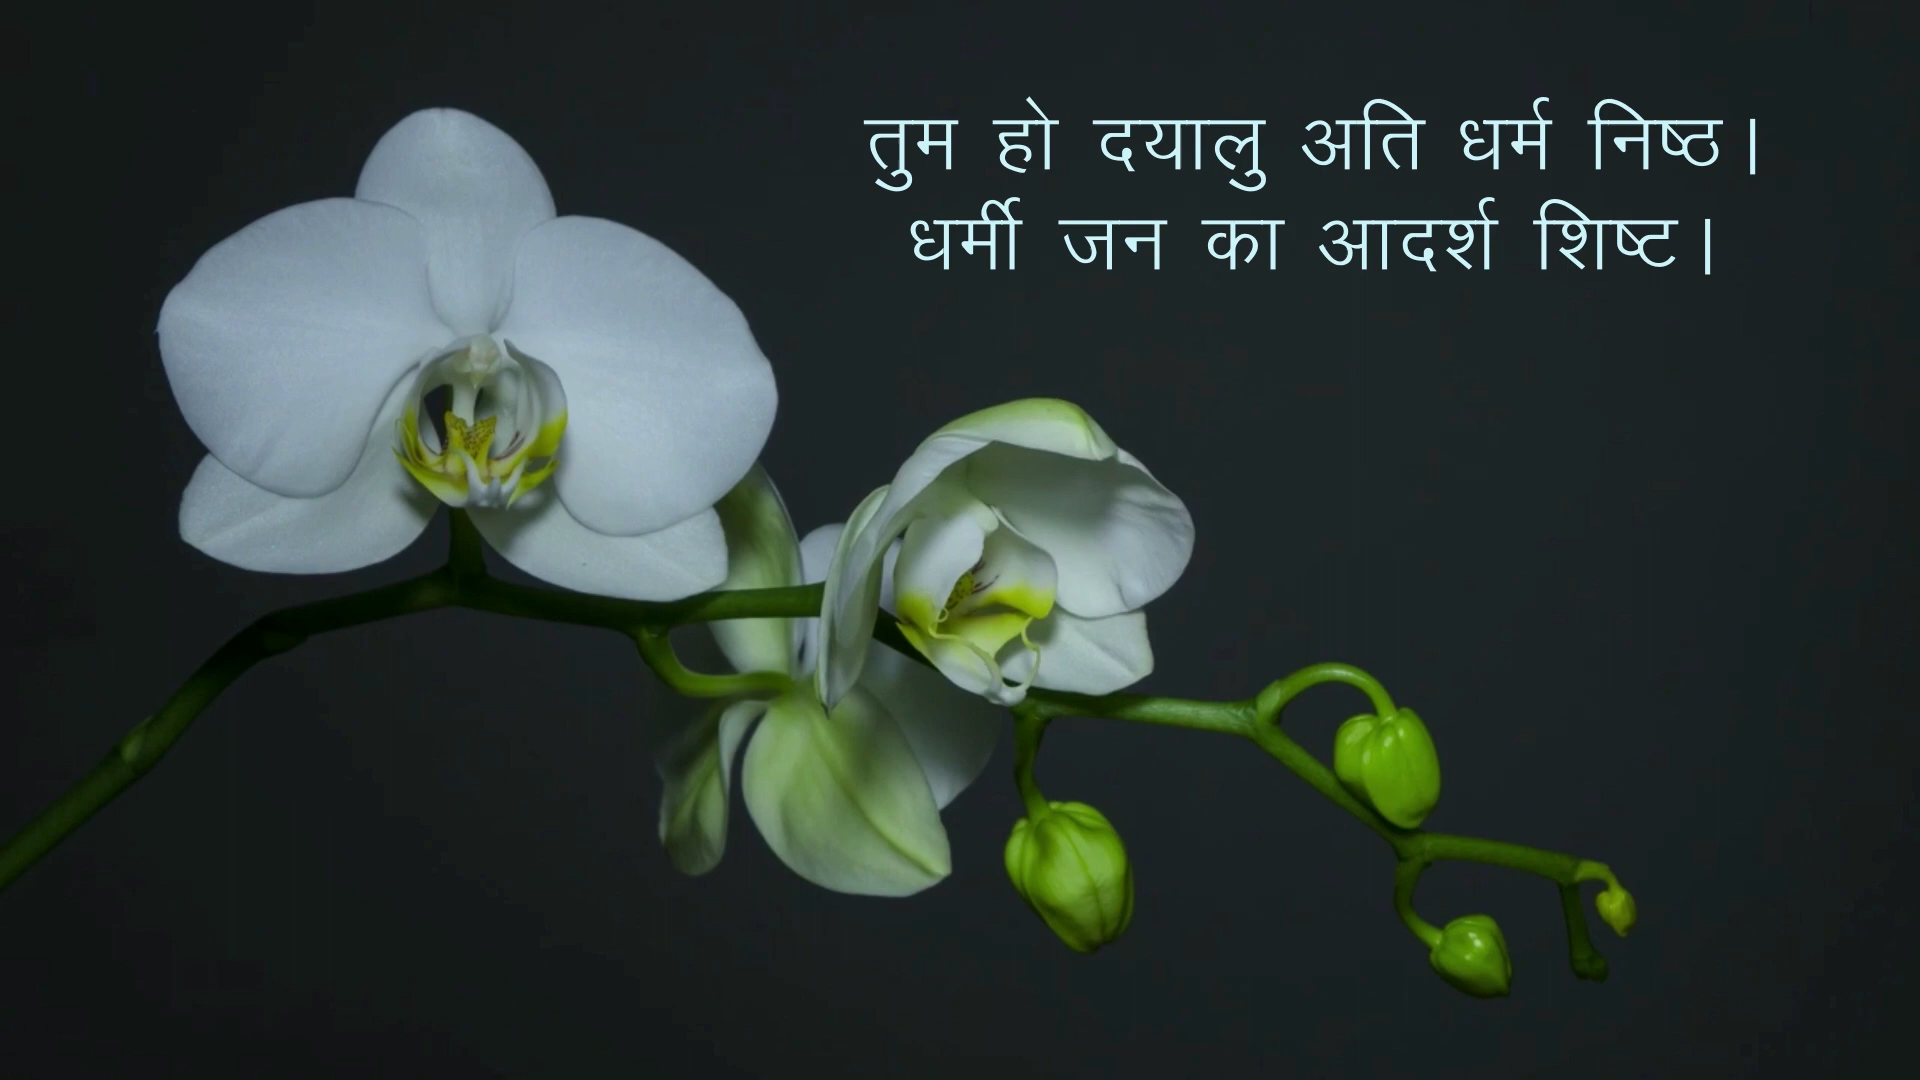 तुम हो दयालु अति धर्म निष्ठ।
धर्मी जन का आदर्श शिष्ट।